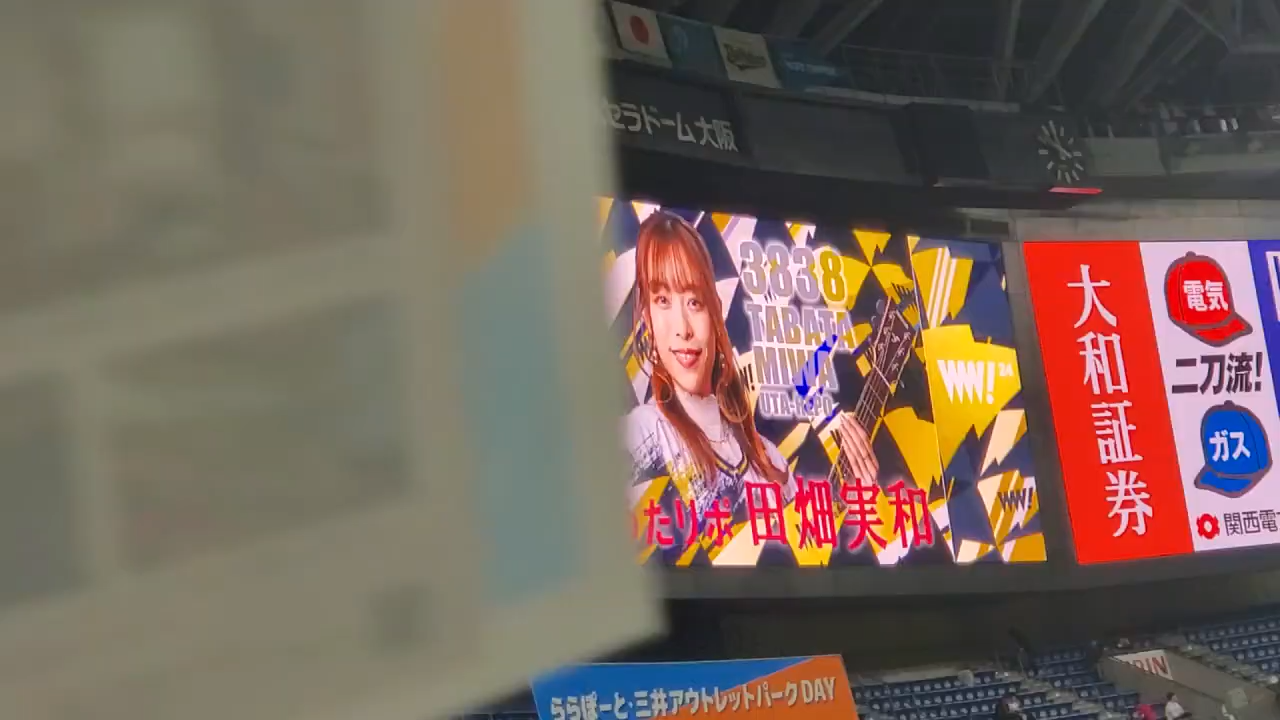 セラドーム大阪
3838
TABATA
MIWA
UTA-REPO
たリポ 田畑実和
WW!'24
WW!
大和証券
電気
二刀流!
ガス
関西電
ららぽーと・三井アウトレットパークDAY